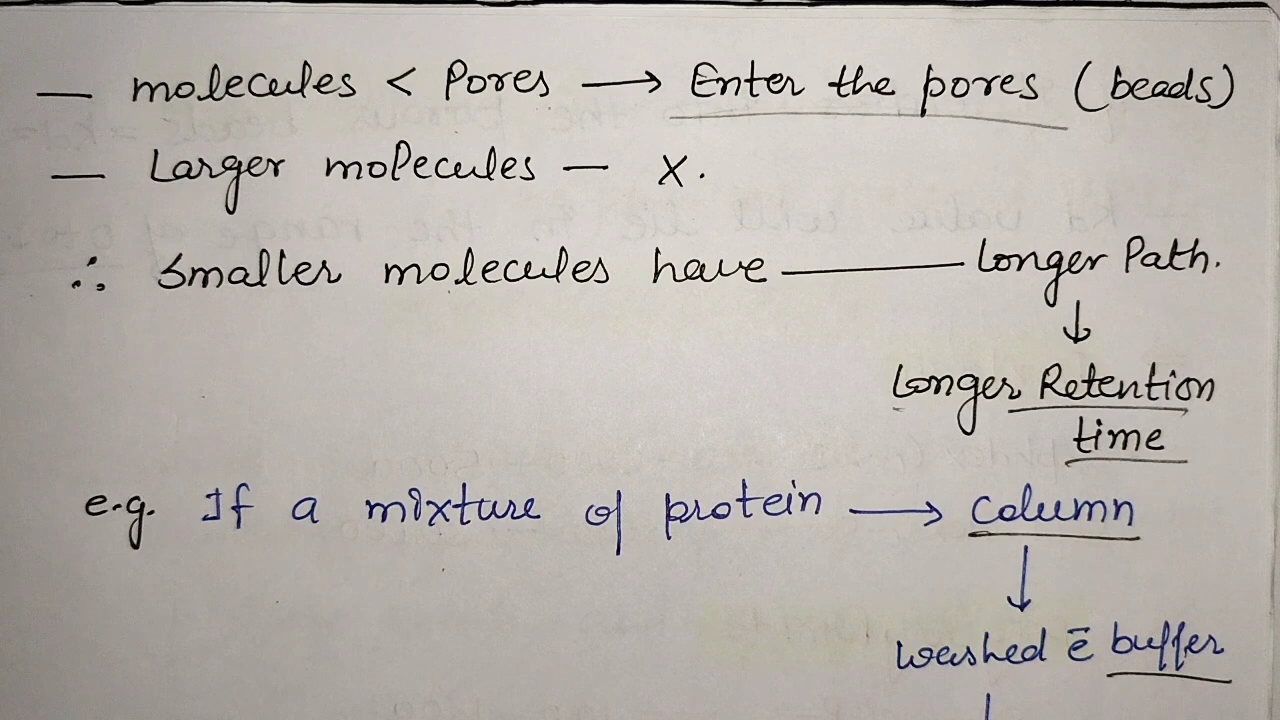 — molecules < Pores ⟶ Enter the pores (beads)
— Larger molecules — X.
∴ Smaller molecules have ——— Longer Path.
↓
Longer Retention
time
e.g. If a mixture of protein ⟶ column
↓
washed c̄ buffer